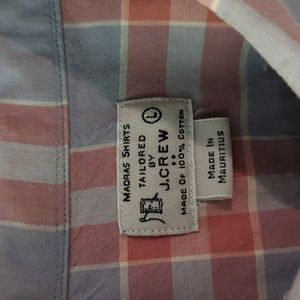 MADRAS SHIRTS
TAILORED
BY
J.CREW
MADE OF 100% COTTON
L
MADE IN
MAURITIUS